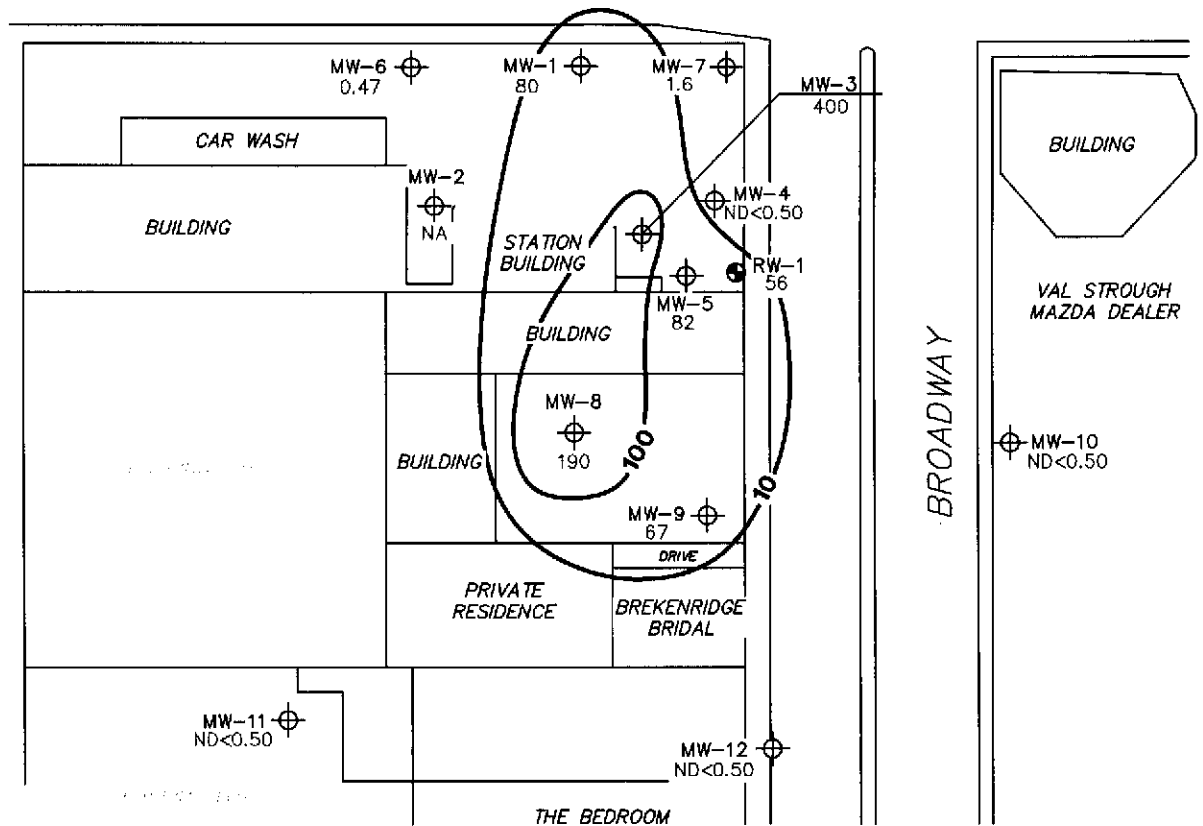 MW-6
0.47
MW-1
80
MW-7
1.6
MW-3
400
CAR WASH
BUILDING
MW-2
NA
BUILDING
MW-4
ND<0.50
STATION
BUILDING
RW-1
56
MW-5
82
VAL STROUGH
MAZDA DEALER
BUILDING
MW-8
190
100
BUILDING
10
BROADWAY
MW-10
ND<0.50
MW-9
67
DRIVE
PRIVATE
RESIDENCE
BREKENRIDGE
BRIDAL
MW-11
ND<0.50
MW-12
ND<0.50
THE BEDROOM